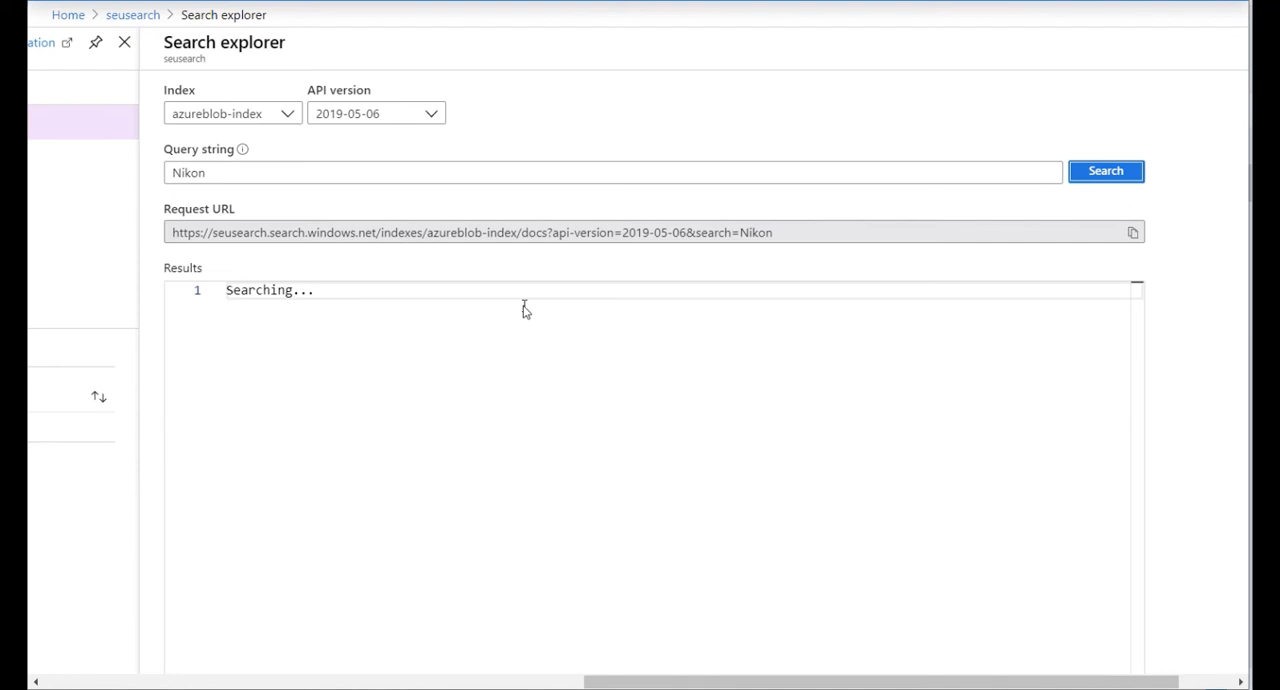 Home > seusearch > Search explorer
ation
Search explorer
seusearch
Index
API version
azureblob-index
2019-05-06
Query string
Nikon
Search
Request URL
https://seusearch.search.windows.net/indexes/azureblob-index/docs?api-version=2019-05-06&search=Nikon
Results
1 Searching...